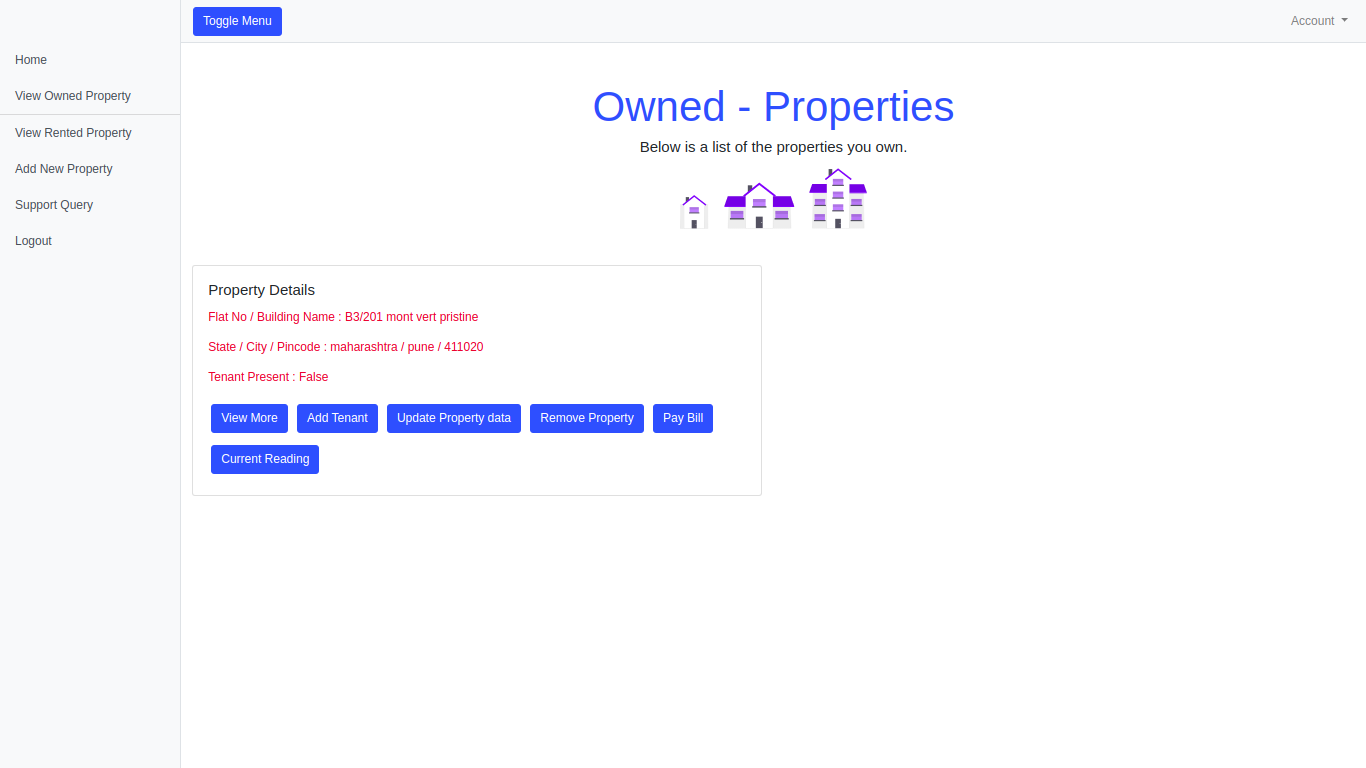 Toggle Menu
Account
Home
View Owned Property
View Rented Property
Add New Property
Support Query
Logout
Owned - Properties
Below is a list of the properties you own.
Property Details
Flat No / Building Name : B3/201 mont vert pristine
State / City / Pincode : maharashtra / pune / 411020
Tenant Present : False
View More Add Tenant Update Property data Remove Property Pay Bill
Current Reading